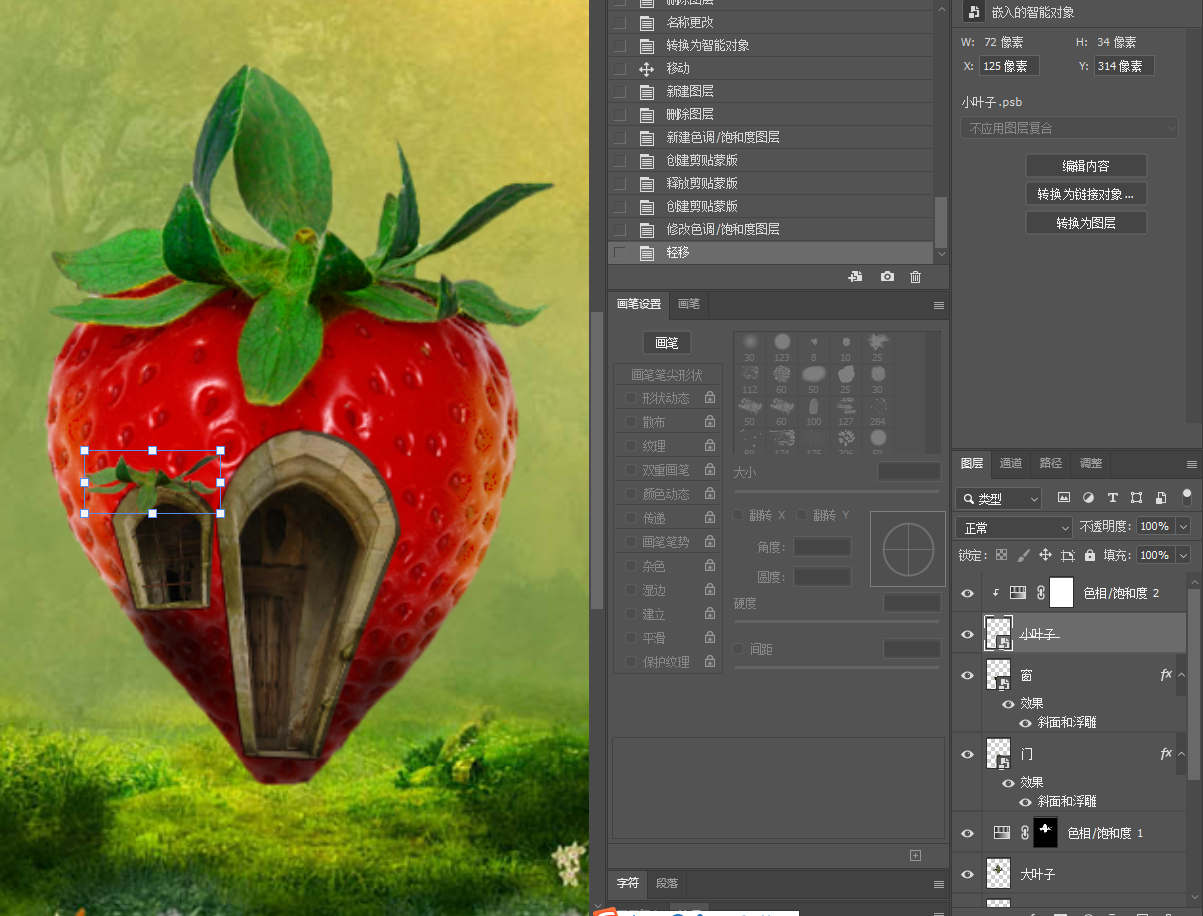 删除图层
名称更改
转换为智能对象
移动
新建图层
删除图层
新建色调/饱和度图层
创建剪贴蒙版
释放剪贴蒙版
创建剪贴蒙版
修改色调/饱和度图层
轻移
画笔设置 画笔
画笔
画笔笔尖形状
形状动态
散布
纹理
双重画笔
颜色动态
传递
画笔笔势
杂色
湿边
建立
平滑
保护纹理
30 123 8 10 25
112 60 50 25 30
50 60 100 127 284
大小
翻转 X 翻转 Y
角度:
圆度:
硬度
间距
字符 段落
嵌入的智能对象
W: 72 像素 H: 34 像素
X: 125 像素 Y: 314 像素
小叶子.psb
不应用图层复合
编辑内容
转换为链接对象...
转换为图层
图层 通道 路径 调整
类型
正常 不透明度: 100%
锁定: 填充: 100%
色相/饱和度 2
小叶子
窗 fx
效果
斜面和浮雕
门 fx
效果
斜面和浮雕
色相/饱和度 1
大叶子